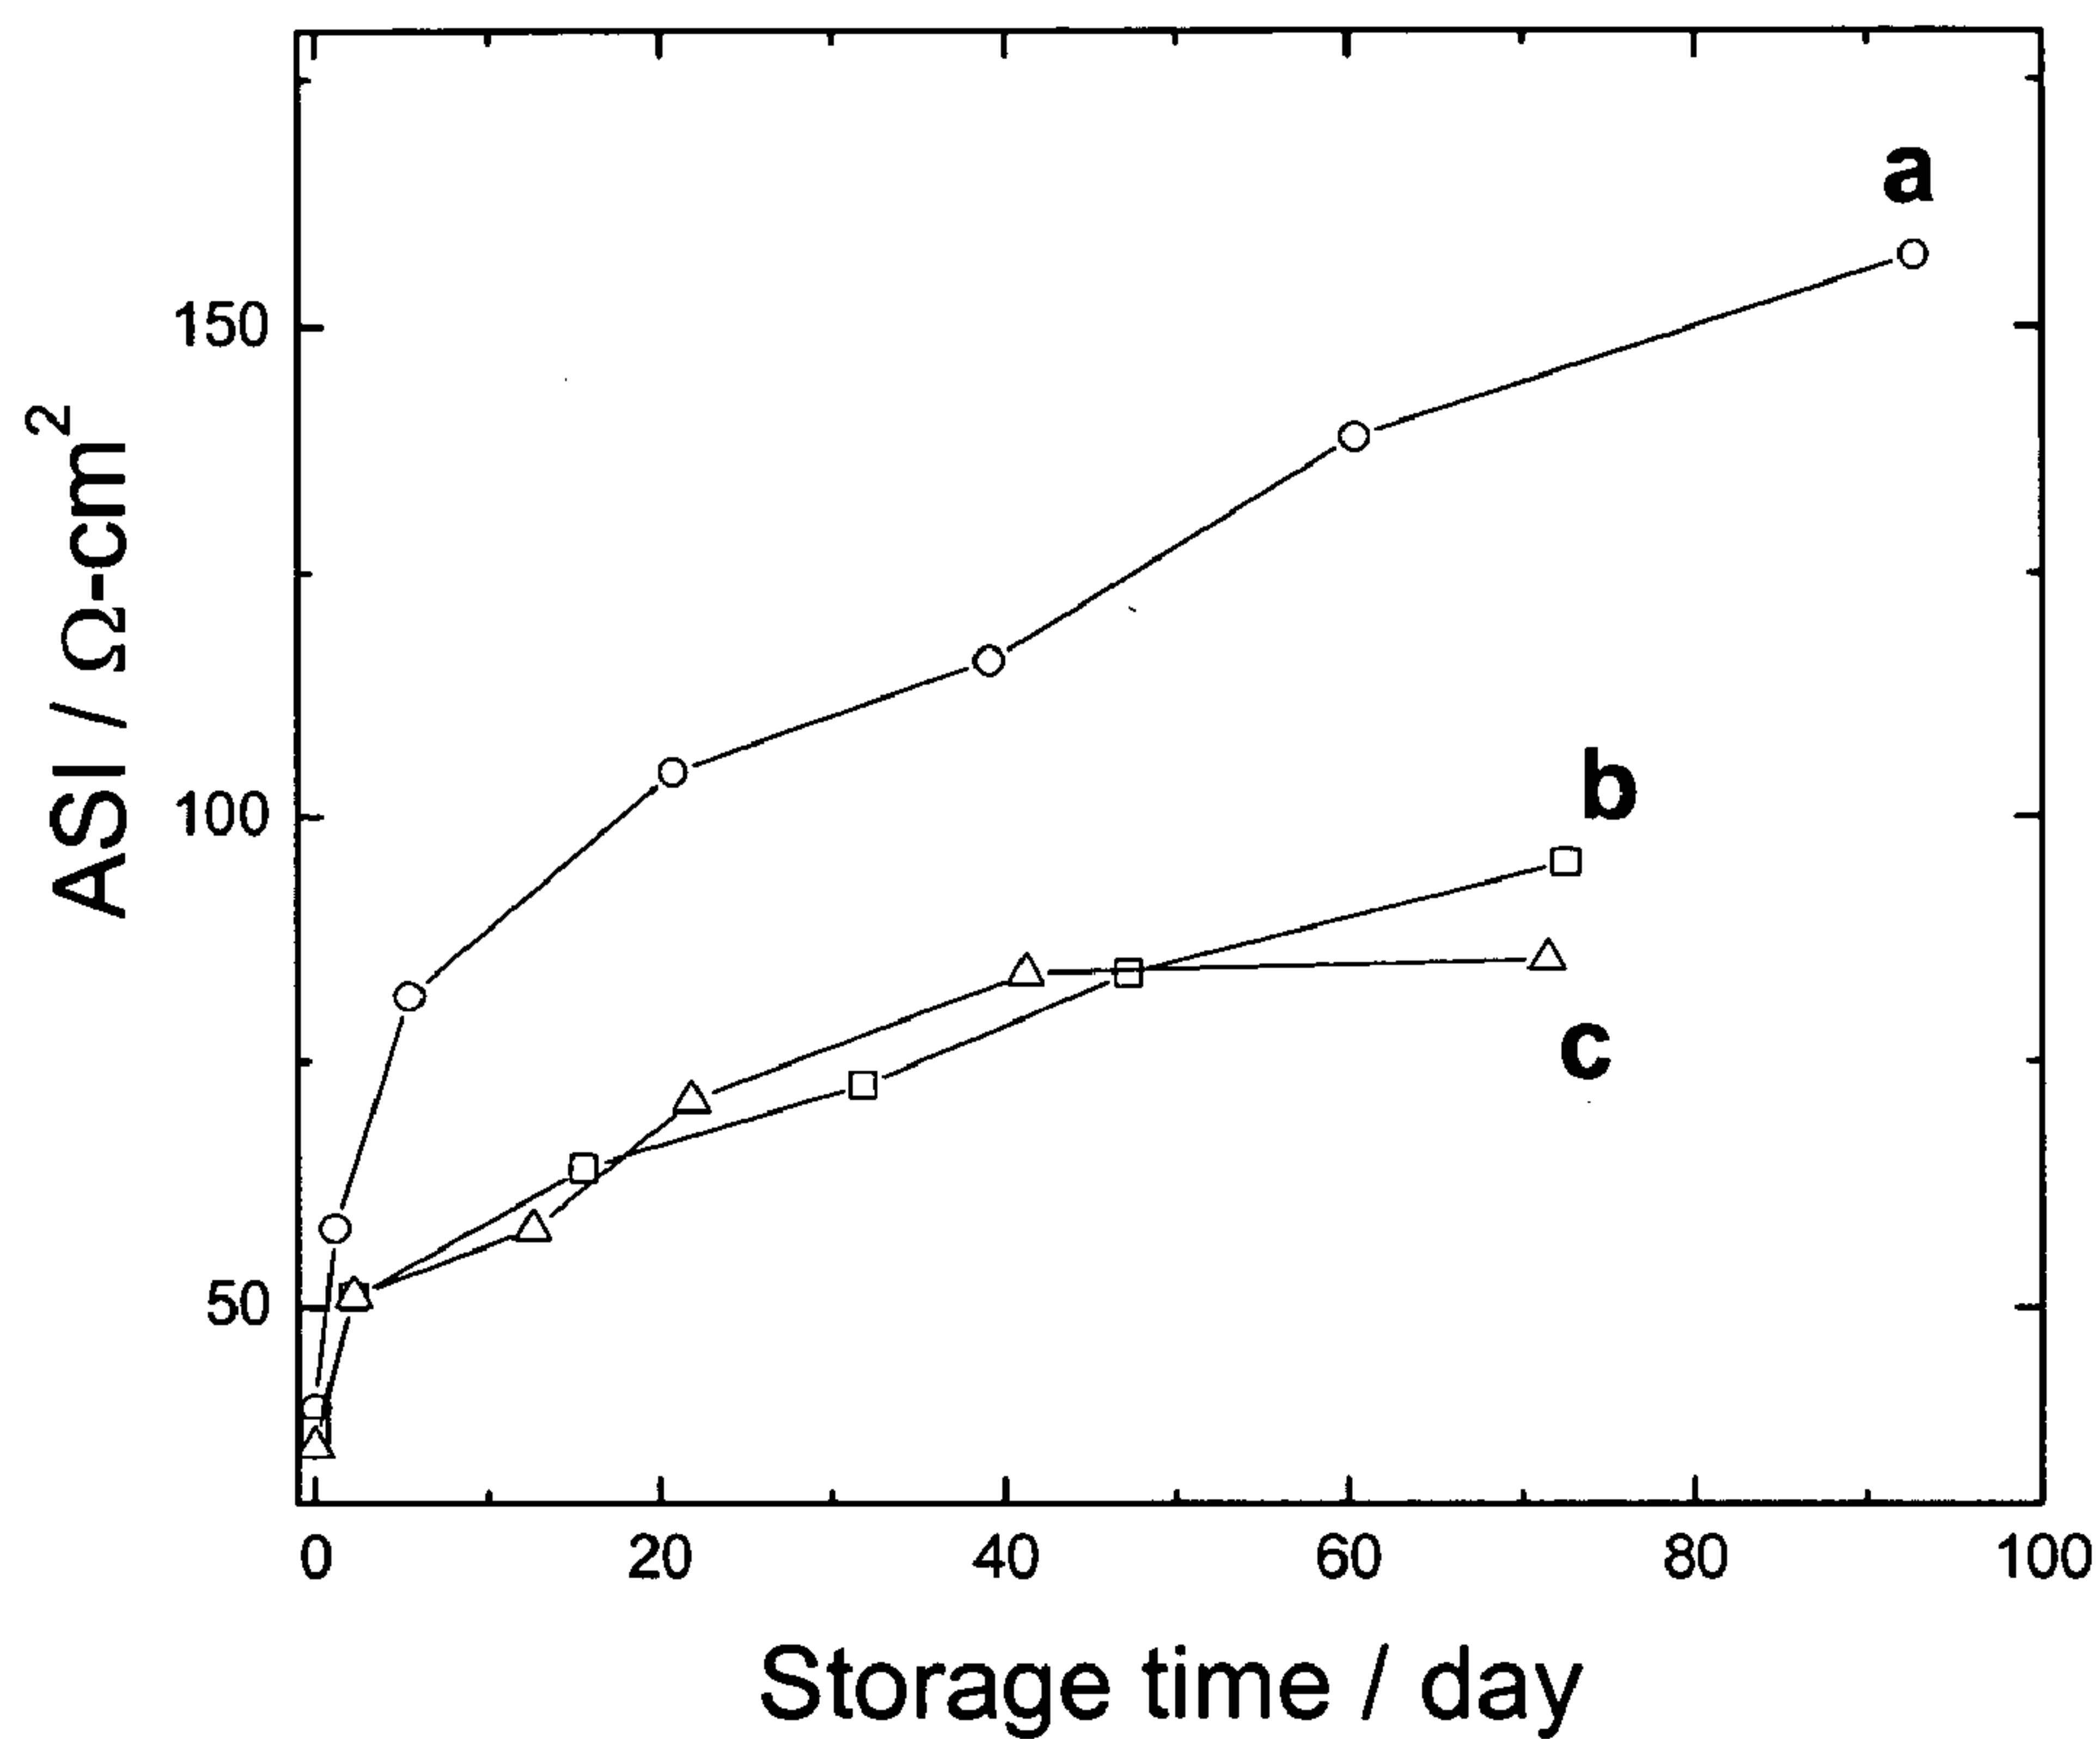 a
150
b
100
c
50
ASI / Ω-cm²
0 20 40 60 80 100
Storage time / day